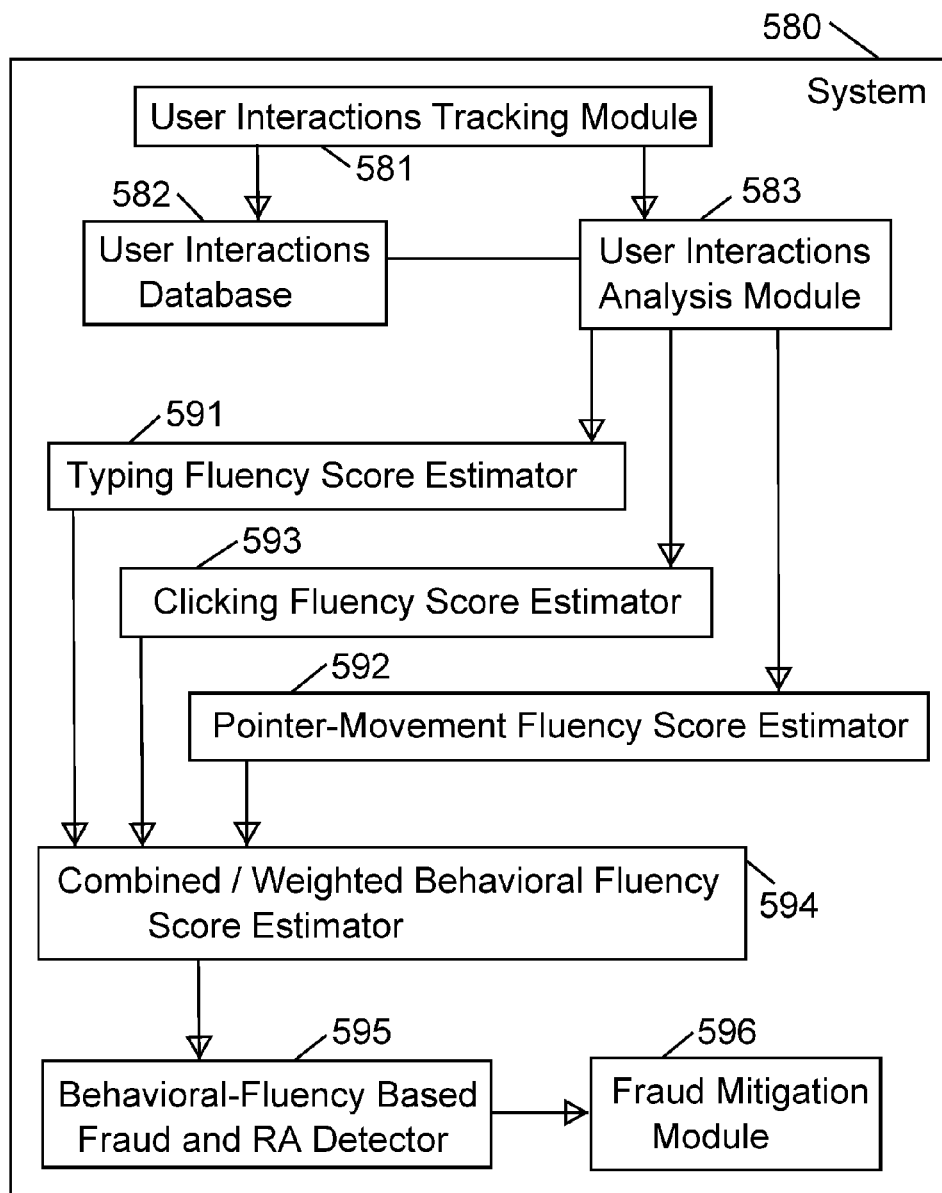 580
System
User Interactions Tracking Module
581
582
583
User Interactions
Database
User Interactions
Analysis Module
591
Typing Fluency Score Estimator
593
Clicking Fluency Score Estimator
592
Pointer-Movement Fluency Score Estimator
Combined / Weighted Behavioral Fluency
Score Estimator
594
595
596
Behavioral-Fluency Based
Fraud and RA Detector
Fraud Mitigation
Module